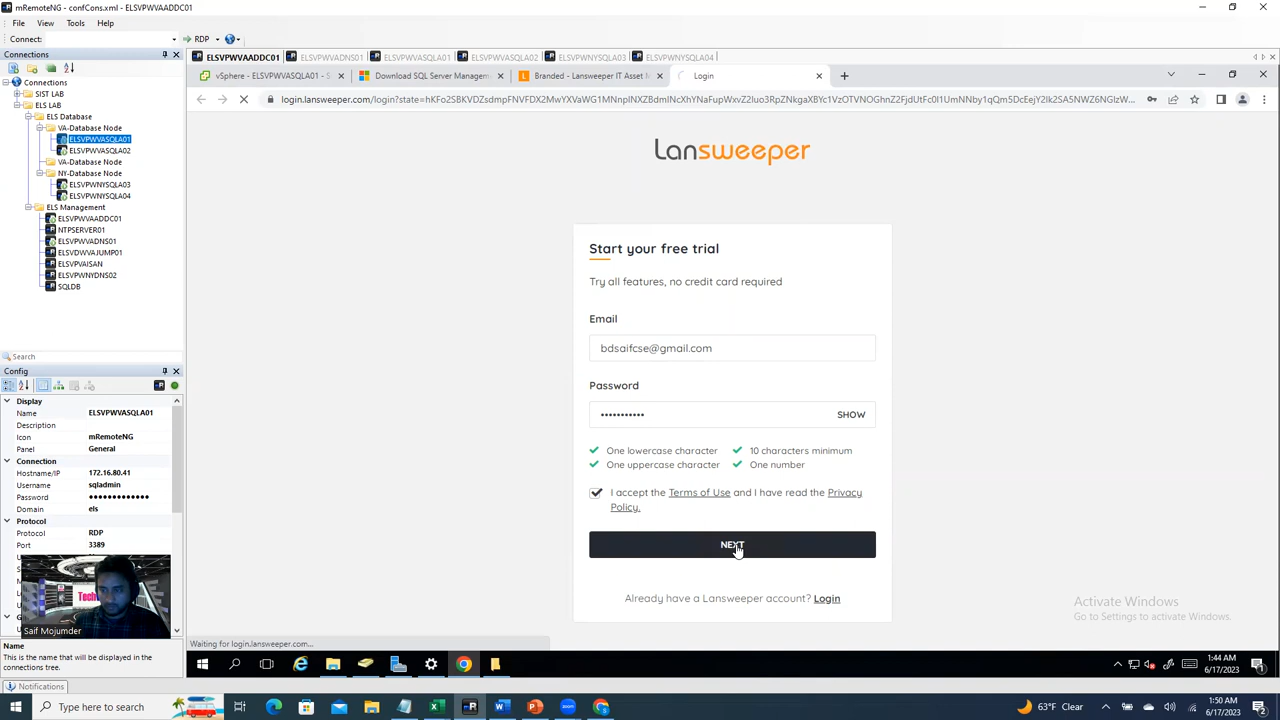 mRemoteNG - confCons.xml - ELSVPWVAADDC01
File View Tools Help
Connect: RDP
Connections
Connections
SIST LAB
ELS LAB
ELS Database
VA-Database Node
ELSVPWVASQLA01
ELSVPWVASQLA02
VA-Database Node
NY-Database Node
ELSVPWNYSQLA03
ELSVPWNYSQLA04
ELS Management
ELSVPWVAADDC01
NTPSERVER01
ELSVPWVADNS01
ELSVDWVAJUMP01
ELSVPVAISAN
ELSVPWNYDNS02
SQLDB
Search
Config
Display
Name ELSVPWVASQLA01
Description
Icon mRemoteNG
Panel General
Connection
Hostname/IP 172.16.80.41
Username sqladmin
Password ●●●●●●●●●●●●●
Domain els
Protocol
Protocol RDP
Port 3389
Saif Mojumder
Name
This is the name that will be displayed in the connections tree.
Notifications
ELSVPWVAADDC01 ELSVPWVADNS01 ELSVPWVASQLA01 ELSVPWVASQLA02 ELSVPWNYSQLA03 ELSVPWNYSQLA04
vSphere - ELSVPWVASQLA01 - S Download SQL Server Managem Branded - Lansweeper IT Asset M Login
Lansweeper
Start your free trial
Try all features, no credit card required
Email
bdsaifcse@gmail.com
Password
••••••••••• SHOW
One lowercase character 10 characters minimum
One uppercase character One number
I accept the Terms of Use and I have read the Privacy
Policy.
NEXT
Already have a Lansweeper account? Login
Activate Windows
Go to Settings to activate Windows.
Waiting for login.lansweeper.com...
1:44 AM
6/17/2023
Type here to search
63°F Clear
1:50 AM
6/17/2023